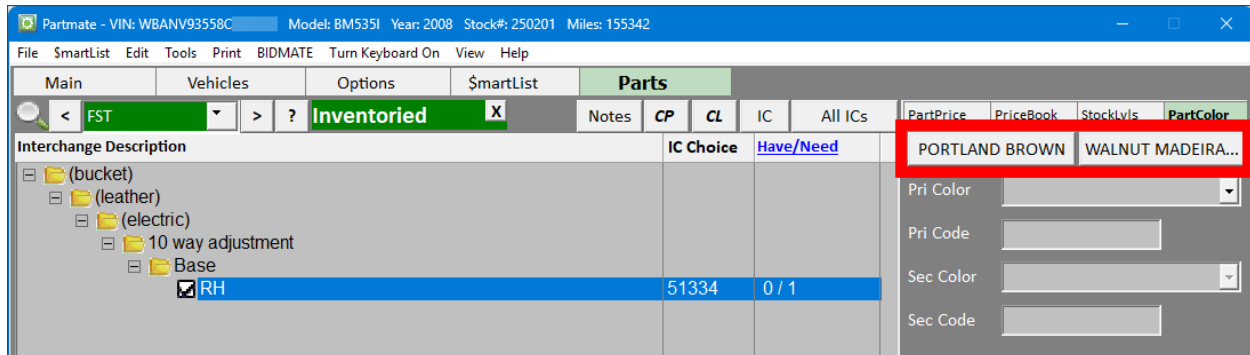 Partmate - VIN: WBANV93558C Model: BM535I Year: 2008 Stock#: 250201 Miles: 155342
File $martList Edit Tools Print BIDMATE Turn Keyboard On View Help
Main Vehicles Options $martList Parts
< FST > ? Inventoried X Notes CP CL IC All ICs PartPrice PriceBook StockLvls PartColor
Interchange Description IC Choice Have/Need PORTLAND BROWN WALNUT MADEIRA...
(bucket)
Pri Color
(leather)
(electric)
Pri Code
10 way adjustment
Base
Sec Color
RH 51334 0 / 1
Sec Code